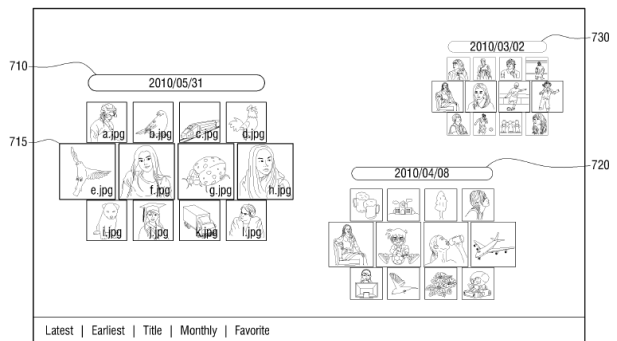 730
2010/03/02
710
2010/05/31
a.jpg b.jpg c.jpg d.jpg
715
e.jpg f.jpg g.jpg h.jpg
720
2010/04/08
i.jpg j.jpg k.jpg l.jpg
Latest | Earliest | Title | Monthly | Favorite